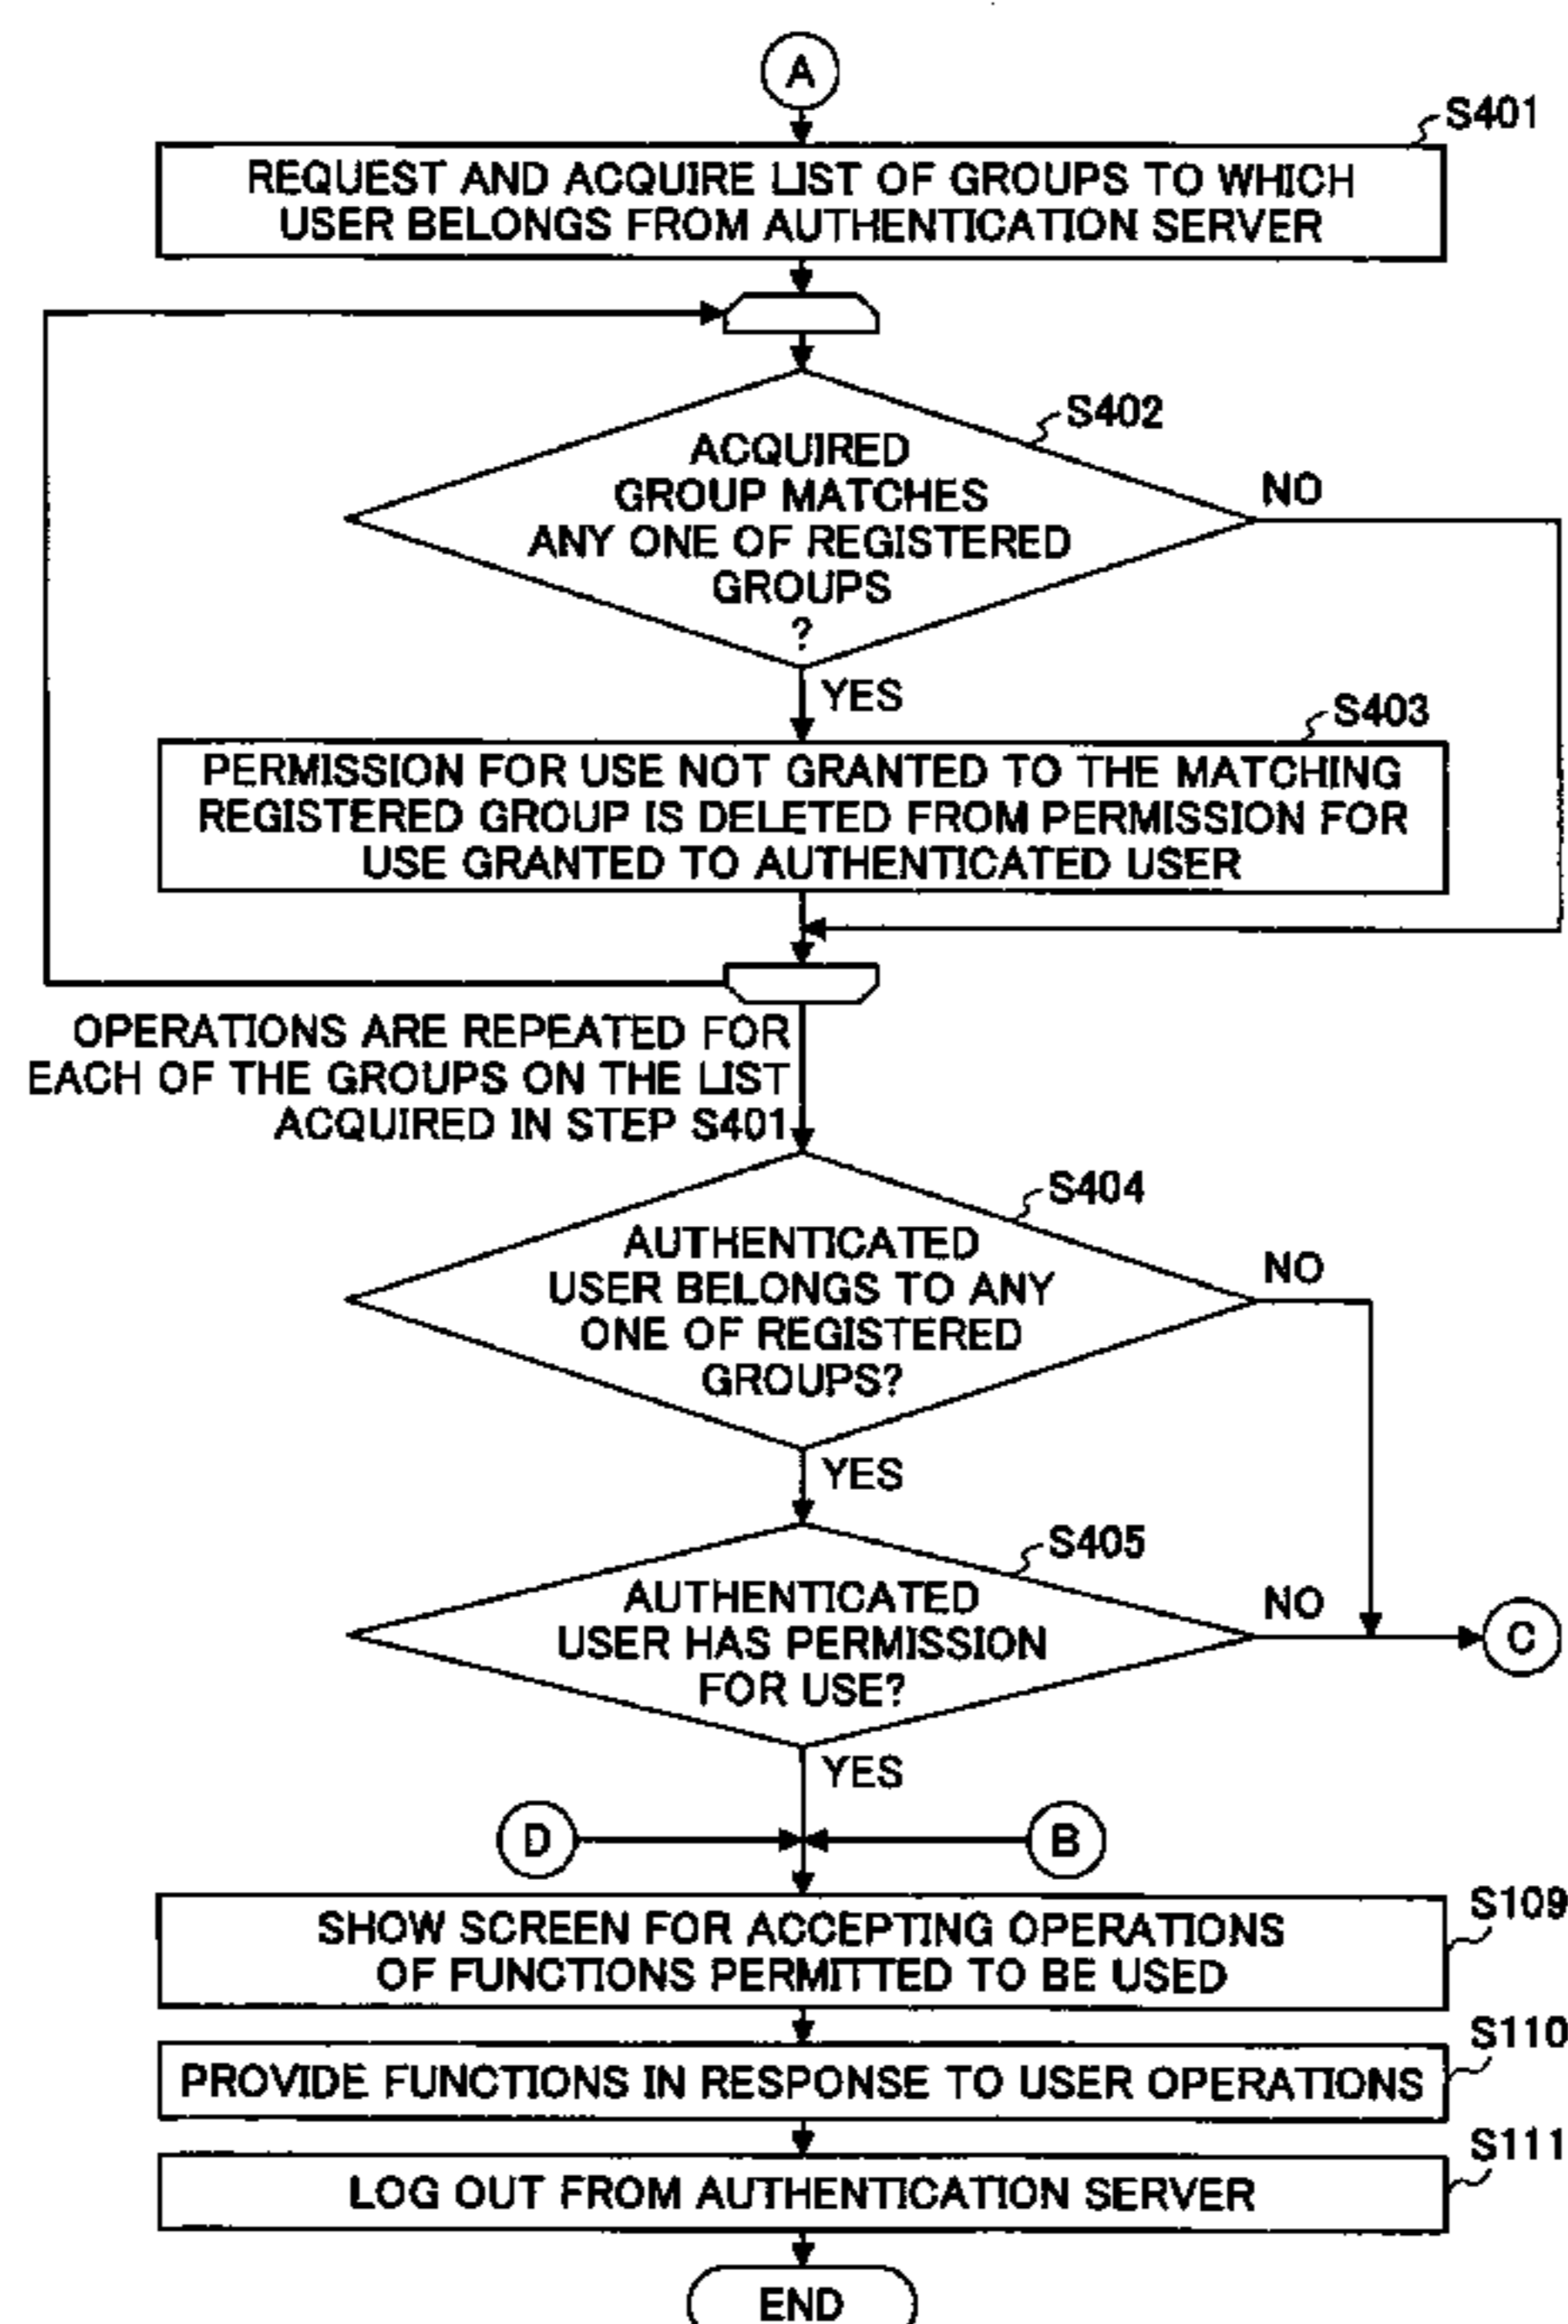 A
S401
REQUEST AND ACQUIRE LIST OF GROUPS TO WHICH
USER BELONGS FROM AUTHENTICATION SERVER
S402
ACQUIRED
GROUP MATCHES
ANY ONE OF REGISTERED
GROUPS
?
NO
YES
S403
PERMISSION FOR USE NOT GRANTED TO THE MATCHING
REGISTERED GROUP IS DELETED FROM PERMISSION FOR
USE GRANTED TO AUTHENTICATED USER
OPERATIONS ARE REPEATED FOR
EACH OF THE GROUPS ON THE LIST
ACQUIRED IN STEP S401
S404
AUTHENTICATED
USER BELONGS TO ANY
ONE OF REGISTERED
GROUPS?
NO
YES
S405
AUTHENTICATED
USER HAS PERMISSION
FOR USE?
NO
C
YES
D
B
S109
SHOW SCREEN FOR ACCEPTING OPERATIONS
OF FUNCTIONS PERMITTED TO BE USED
S110
PROVIDE FUNCTIONS IN RESPONSE TO USER OPERATIONS
S111
LOG OUT FROM AUTHENTICATION SERVER
END